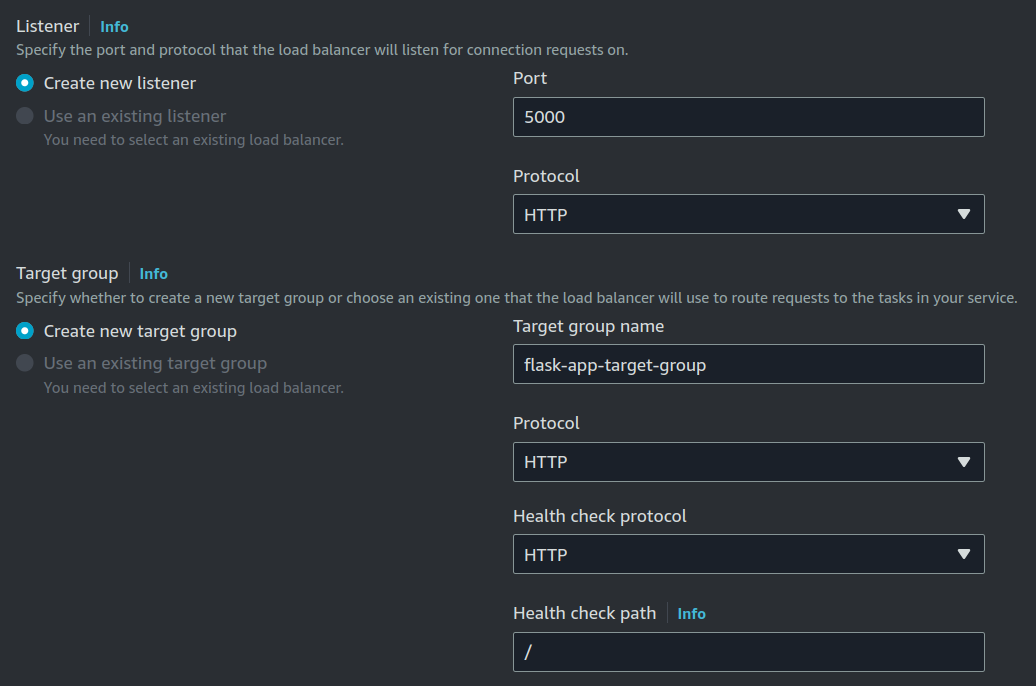 Listener Info
Specify the port and protocol that the load balancer will listen for connection requests on.
Create new listener
Use an existing listener
You need to select an existing load balancer.
Port
5000
Protocol
HTTP
Target group Info
Specify whether to create a new target group or choose an existing one that the load balancer will use to route requests to the tasks in your service.
Create new target group
Use an existing target group
You need to select an existing load balancer.
Target group name
flask-app-target-group
Protocol
HTTP
Health check protocol
HTTP
Health check path Info
/